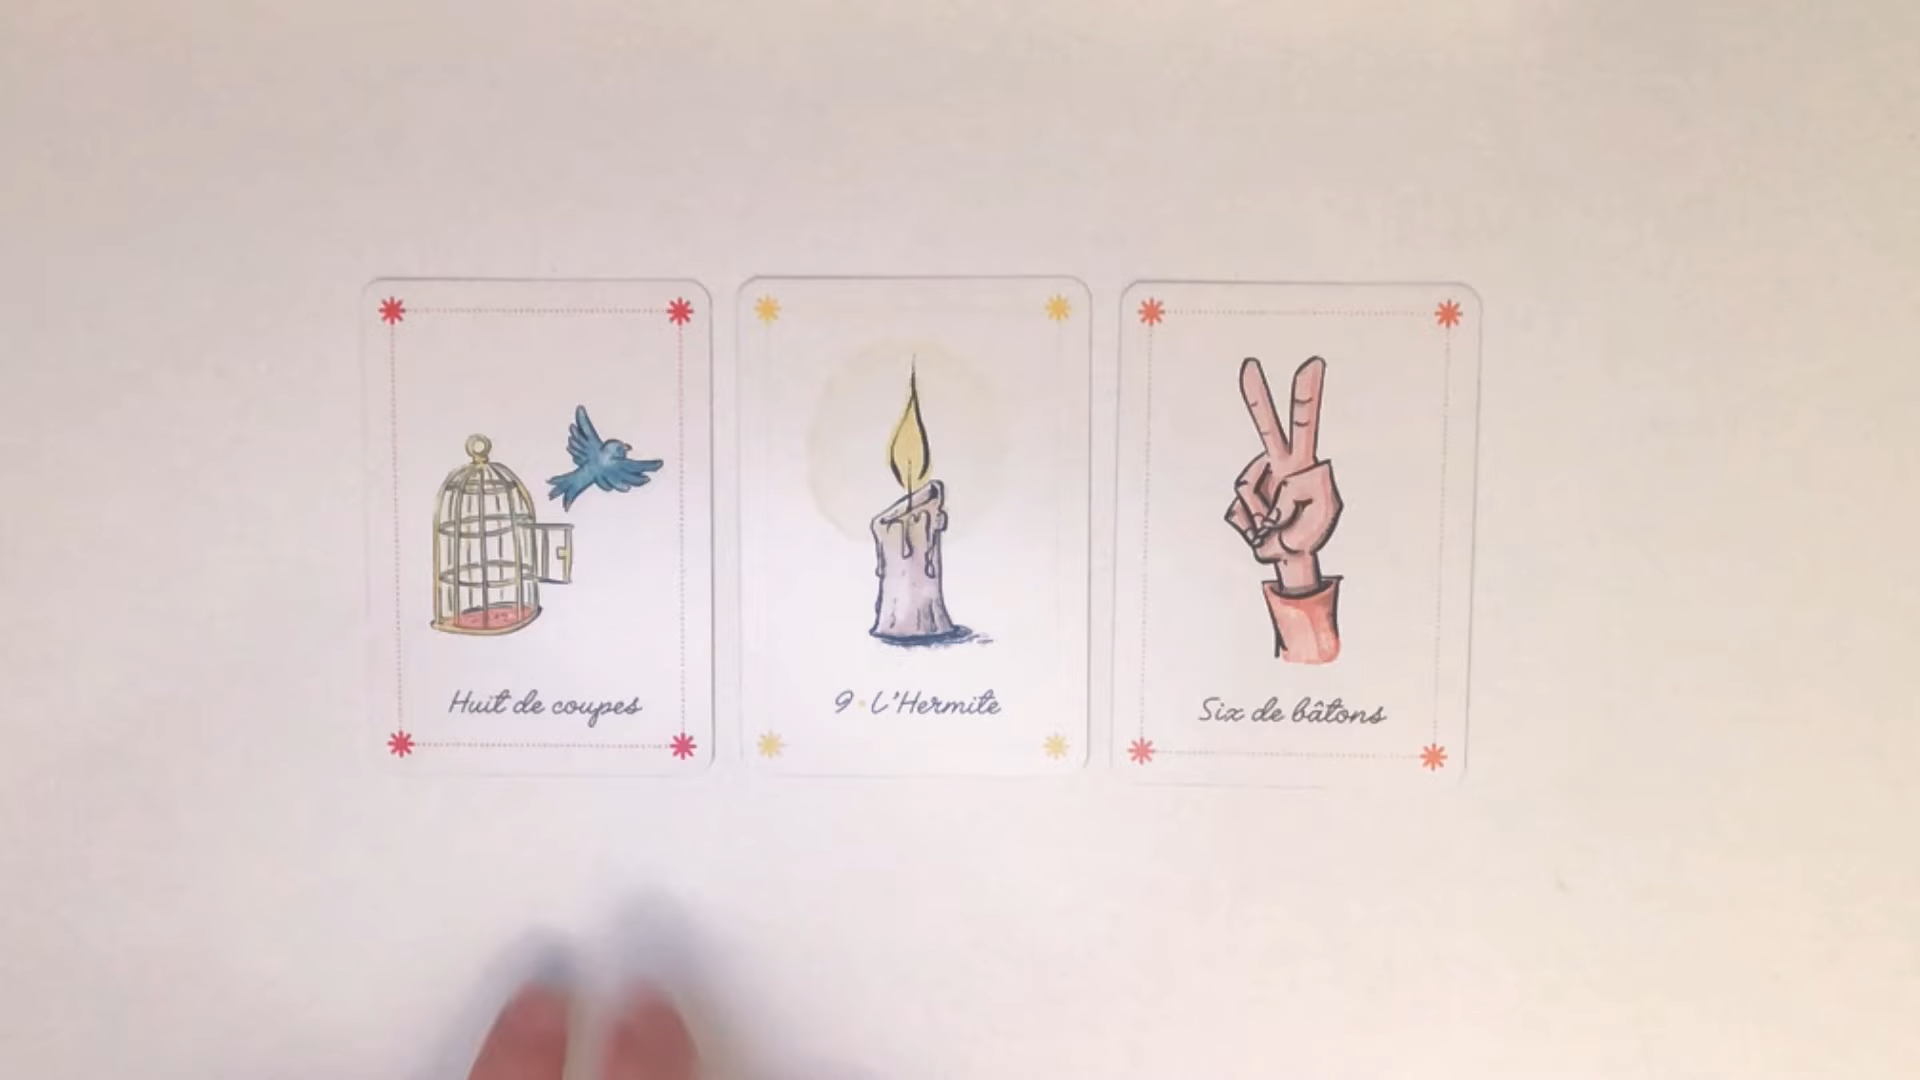 Huit de coupes
9 • L'Hermite
Six de bâtons